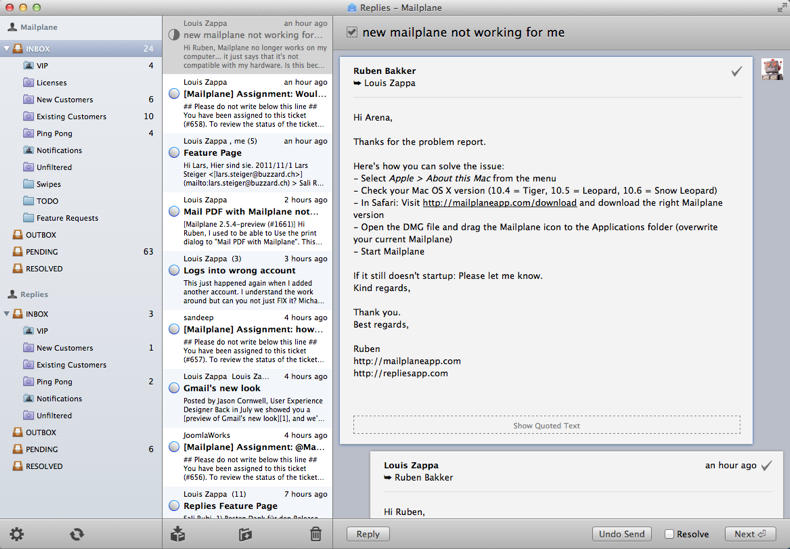 Replies – Mailplane
Mailplane
INBOX 24
VIP 4
Licenses
New Customers 6
Existing Customers 10
Ping Pong 4
Notifications
Unfiltered
Swipes
TODO
Feature Requests
OUTBOX
PENDING 63
RESOLVED
Replies
INBOX 3
VIP
New Customers 1
Existing Customers
Ping Pong 2
Notifications
Unfiltered
OUTBOX
PENDING 6
RESOLVED
Louis Zappa an hour ago
new mailplane not working for...
Hi Ruben, Mailplane no longer works on my
computer... it just says that it's not
compatible with my hardware. Is this bec...
Louis Zappa an hour ago
[Mailplane] Assignment: Woul...
## Please do not write below this line ##
You have been assigned to this ticket
(#658). To review the status of the ticket...
Louis Zappa , me (5) an hour ago
Feature Page
Hi Lars, Hier sind sie. 2011/11/1 Lars
Steiger <[lars.steiger@buzzard.ch>]
(mailto:lars.steiger@buzzard.ch) > Sali R...
Louis Zappa 2 hours ago
Mail PDF with Mailplane not...
[Mailplane 2.5.4–preview (#1661)] Hi
Ruben, I used to be able to Use the print
dialog to "Mail PDF with Mailplane". This...
Louis Zappa (3) 3 hours ago
Logs into wrong account
This just happened again when I added
another account. I understand the work
around but can you not just FIX it? Micha...
sandeep 4 hours ago
[Mailplane] Assignment: how...
## Please do not write below this line ##
You have been assigned to this ticket
(#657). To review the status of the ticket...
Louis Zappa Louis Za... 4 hours ago
Gmail's new look
Posted by Jason Cornwell, User Experience
Designer Back in July we showed you a
[preview of Gmail's new look][1], and we'...
JoomlaWorks 4 hours ago
[Mailplane] Assignment: @Ma...
## Please do not write below this line ##
You have been assigned to this ticket
(#656). To review the status of the ticket...
Louis Zappa (11) 7 hours ago
Replies Feature Page
Sali Rubi, 1) Besten Dank für den Release
new mailplane not working for me
Ruben Bakker
➥ Louis Zappa
Hi Arena,
Thanks for the problem report.
Here's how you can solve the issue:
– Select Apple > About this Mac from the menu
– Check your Mac OS X version (10.4 = Tiger, 10.5 = Leopard, 10.6 = Snow Leopard)
– In Safari: Visit http://mailplaneapp.com/download and download the right Mailplane
version
– Open the DMG file and drag the Mailplane icon to the Applications folder (overwrite
your current Mailplane)
– Start Mailplane
If it still doesn't startup: Please let me know.
Kind regards,
Thank you.
Best regards,
Ruben
http://mailplaneapp.com
http://repliesapp.com
Show Quoted Text
Louis Zappa an hour ago
➥ Ruben Bakker
Hi Ruben,
Reply Undo Send Resolve Next